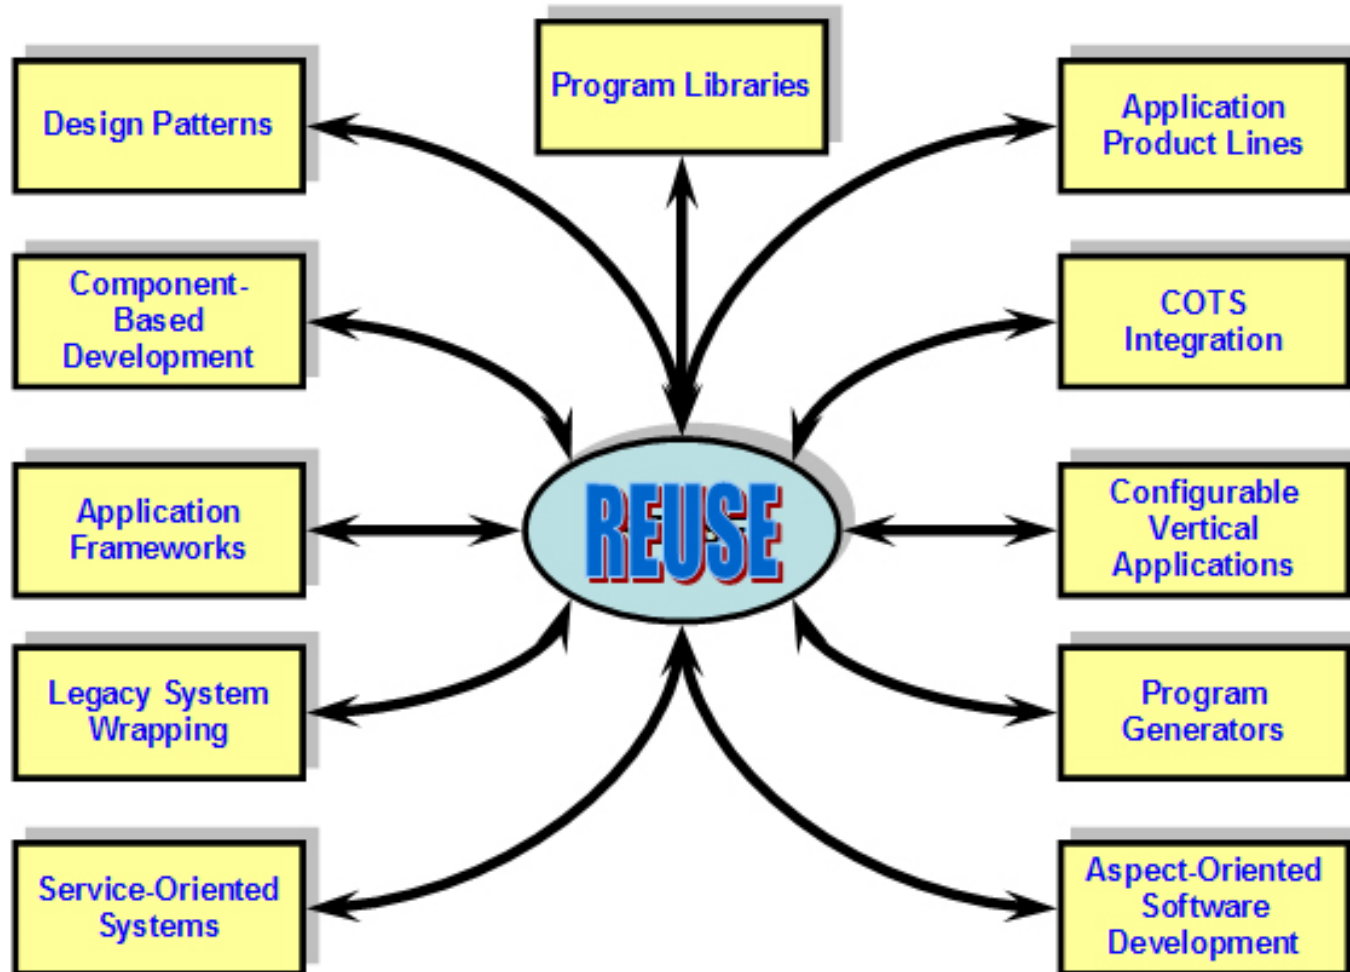 Program Libraries
Design Patterns
Application
Product Lines
Component-
Based
Development
COTS
Integration
REUSE
Application
Frameworks
Configurable
Vertical
Applications
Legacy System
Wrapping
Program
Generators
Service-Oriented
Systems
Aspect-Oriented
Software
Development